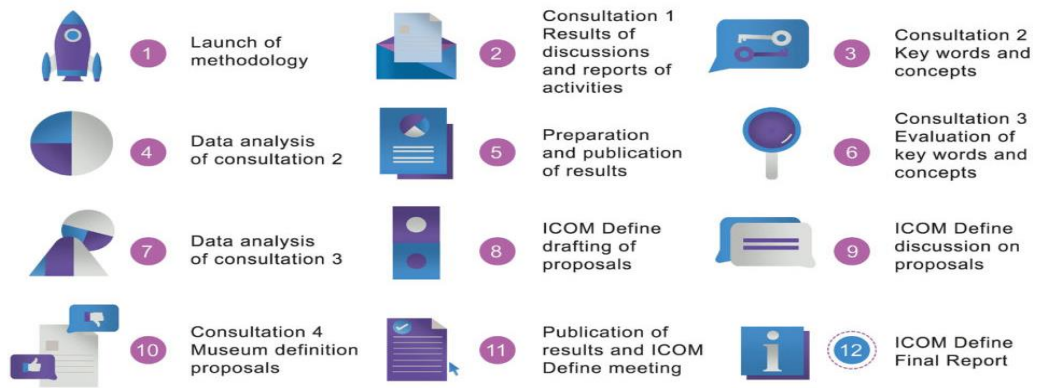 1
Launch of
methodology
2
Consultation 1
Results of
discussions
and reports of
activities
3
Consultation 2
Key words and
concepts
4
Data analysis
of consultation 2
5
Preparation
and publication
of results
6
Consultation 3
Evaluation of
key words and
concepts
7
Data analysis
of consultation 3
8
ICOM Define
drafting of
proposals
9
ICOM Define
discussion on
proposals
10
Consultation 4
Museum definition
proposals
11
Publication of
results and ICOM
Define meeting
i
12
ICOM Define
Final Report